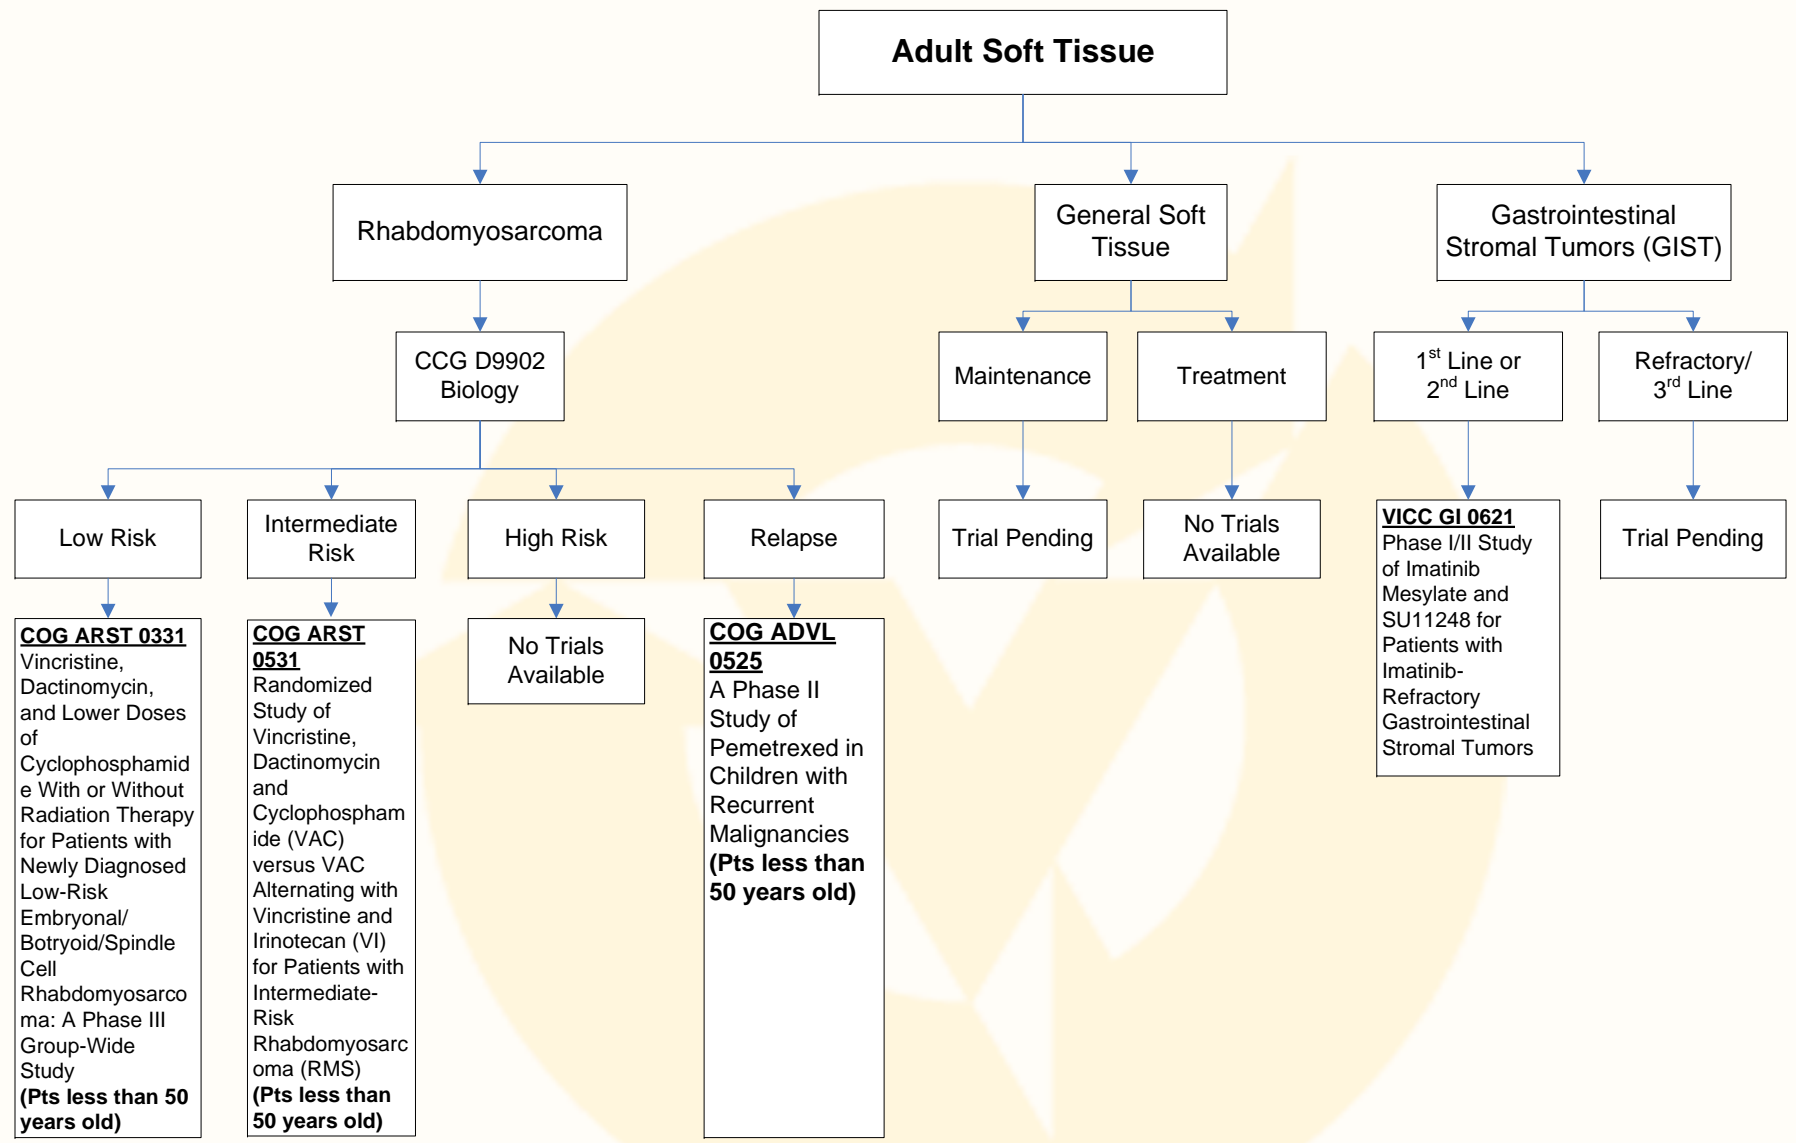 Adult Soft Tissue
Rhabdomyosarcoma
General Soft
Tissue
Gastrointestinal
Stromal Tumors (GIST)
CCG D9902
Biology
Maintenance
Treatment
1st Line or
2nd Line
Refractory/
3rd Line
Low Risk
Intermediate
Risk
High Risk
Relapse
Trial Pending
No Trials
Available
VICC GI 0621
Phase I/II Study
of Imatinib
Mesylate and
SU11248 for
Patients with
Imatinib-
Refractory
Gastrointestinal
Stromal Tumors
Trial Pending
COG ARST 0331
Vincristine,
Dactinomycin,
and Lower Doses
of
Cyclophosphamid
e With or Without
Radiation Therapy
for Patients with
Newly Diagnosed
Low-Risk
Embryonal/
Botryoid/Spindle
Cell
Rhabdomyosarco
ma: A Phase III
Group-Wide
Study
(Pts less than 50
years old)
COG ARST
0531
Randomized
Study of
Vincristine,
Dactinomycin
and
Cyclophospham
ide (VAC)
versus VAC
Alternating with
Vincristine and
Irinotecan (VI)
for Patients with
Intermediate-
Risk
Rhabdomyosarc
oma (RMS)
(Pts less than
50 years old)
No Trials
Available
COG ADVL
0525
A Phase II
Study of
Pemetrexed in
Children with
Recurrent
Malignancies
(Pts less than
50 years old)